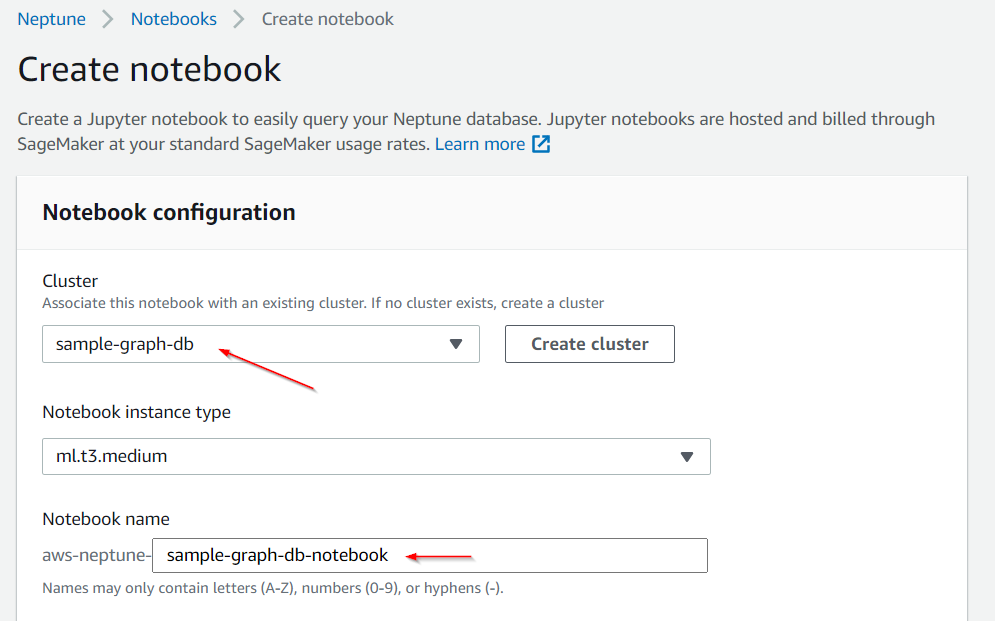 Neptune > Notebooks > Create notebook
Create notebook
Create a Jupyter notebook to easily query your Neptune database. Jupyter notebooks are hosted and billed through
SageMaker at your standard SageMaker usage rates. Learn more
Notebook configuration
Cluster
Associate this notebook with an existing cluster. If no cluster exists, create a cluster
sample-graph-db
Create cluster
Notebook instance type
ml.t3.medium
Notebook name
aws-neptune- sample-graph-db-notebook
Names may only contain letters (A-Z), numbers (0-9), or hyphens (-).